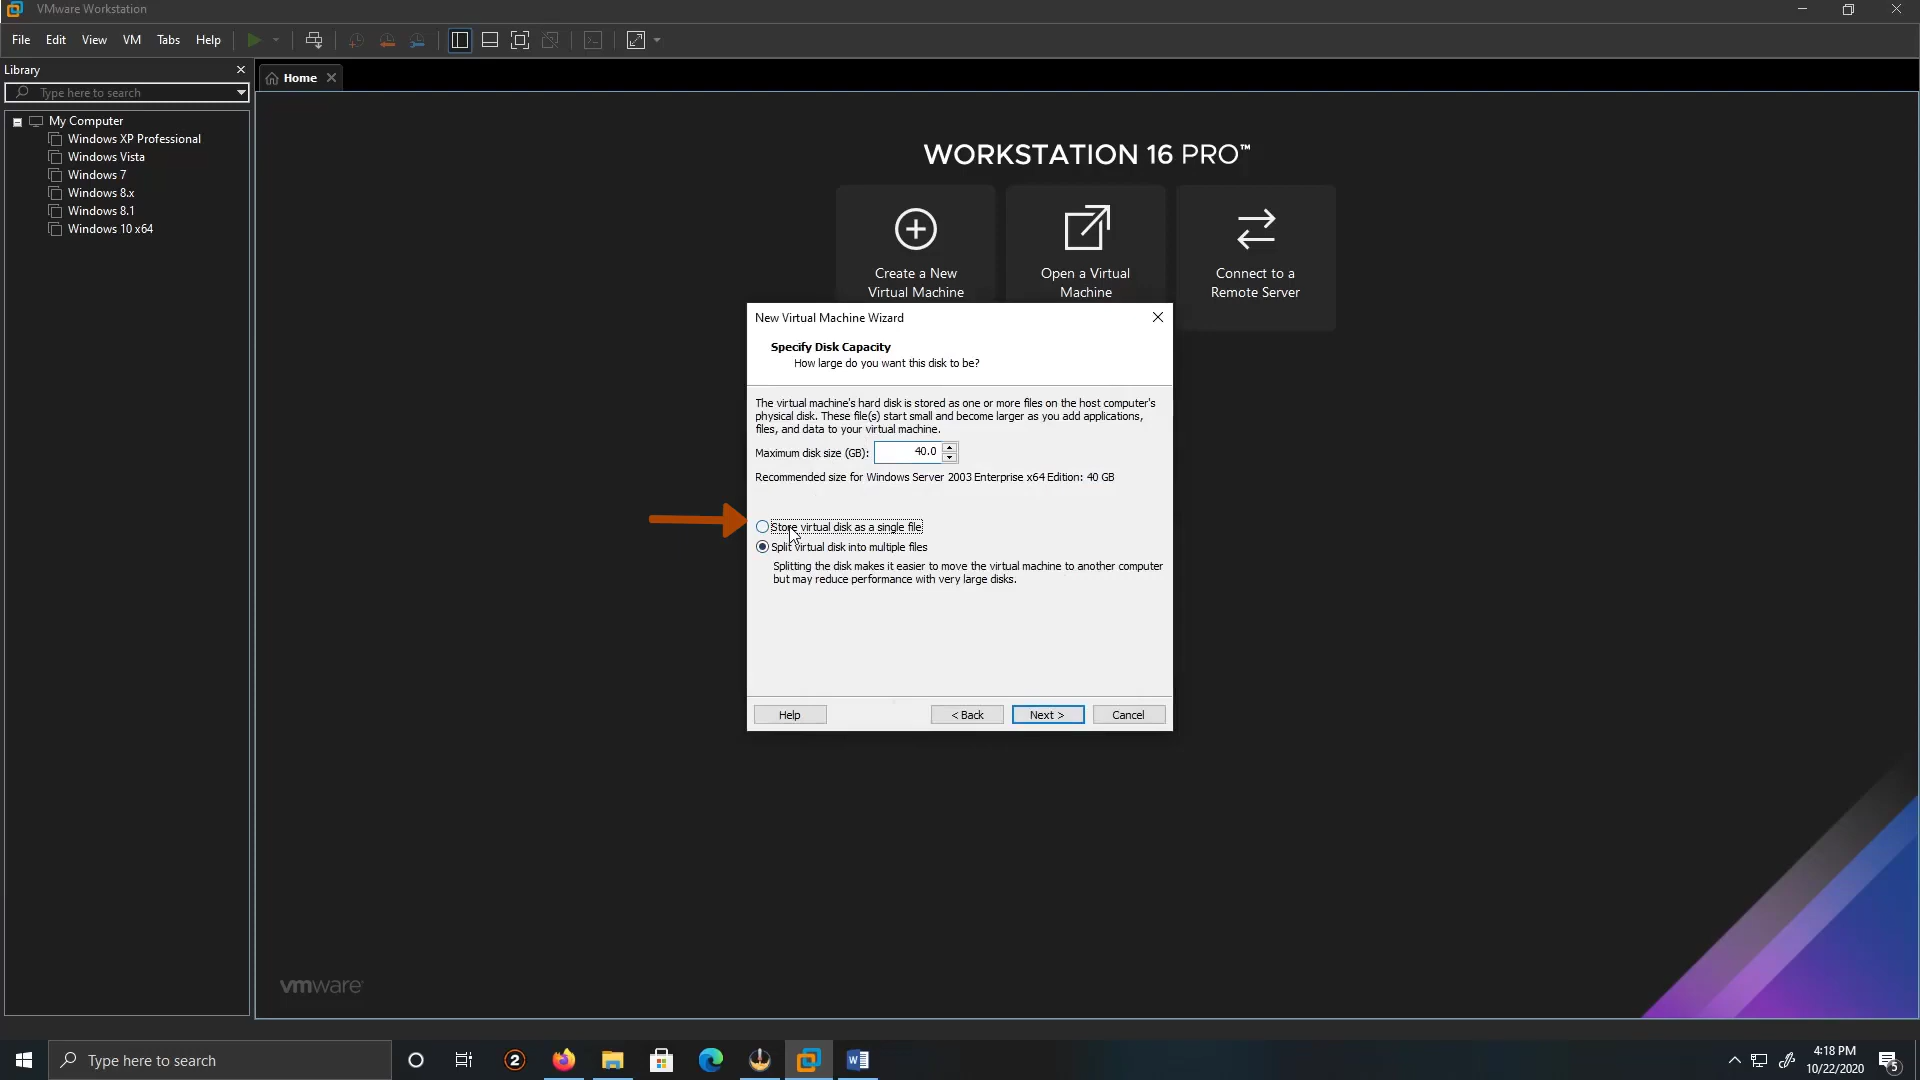 VMware Workstation
File Edit View VM Tabs Help
Library
Home
Type here to search
My Computer
Windows XP Professional
Windows Vista
Windows 7
Windows 8.x
Windows 8.1
Windows 10 x64
WORKSTATION 16 PRO™
Create a New
Virtual Machine
Open a Virtual
Machine
Connect to a
Remote Server
New Virtual Machine Wizard
Specify Disk Capacity
How large do you want this disk to be?
The virtual machine's hard disk is stored as one or more files on the host computer's
physical disk. These file(s) start small and become larger as you add applications,
files, and data to your virtual machine.
Maximum disk size (GB): 40.0
Recommended size for Windows Server 2003 Enterprise x64 Edition: 40 GB
Store virtual disk as a single file
Split virtual disk into multiple files
Splitting the disk makes it easier to move the virtual machine to another computer
but may reduce performance with very large disks.
Help < Back Next > Cancel
vmware
Type here to search
2
4:18 PM
10/22/2020
5